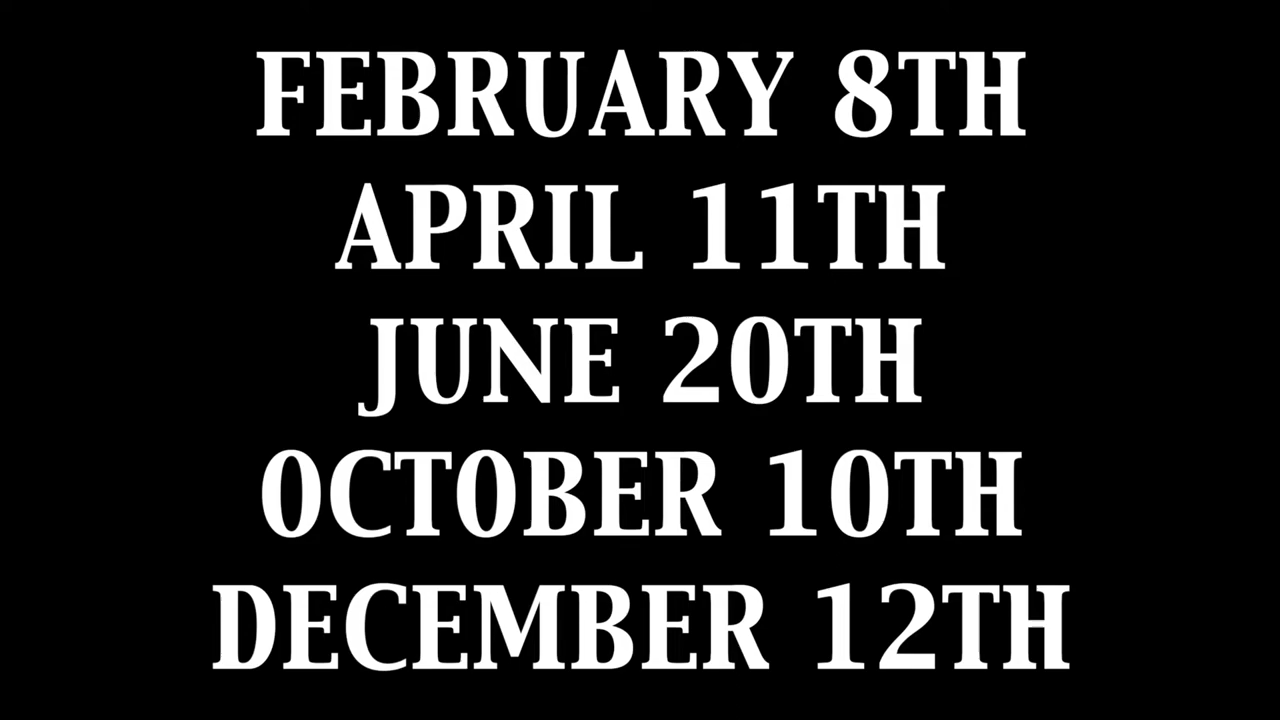 FEBRUARY 8TH
APRIL 11TH
JUNE 20TH
OCTOBER 10TH
DECEMBER 12TH